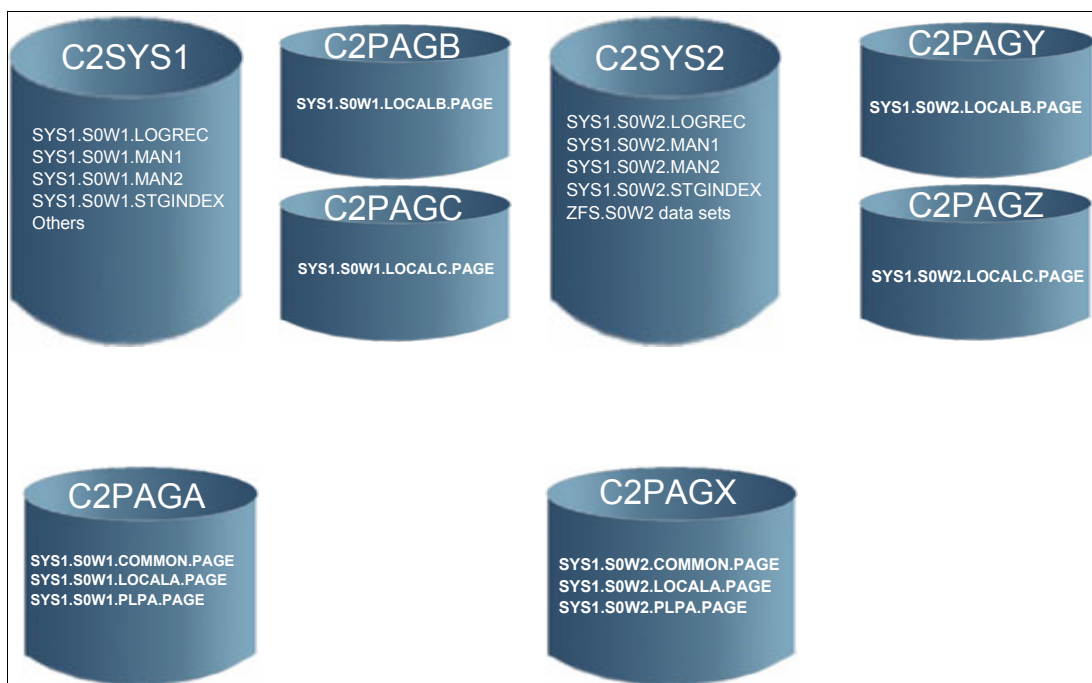 C2SYS1
SYS1.S0W1.LOGREC
SYS1.S0W1.MAN1
SYS1.S0W1.MAN2
SYS1.S0W1.STGINDEX
Others
C2PAGB
SYS1.S0W1.LOCALB.PAGE
C2PAGC
SYS1.S0W1.LOCALC.PAGE
C2SYS2
SYS1.S0W2.LOGREC
SYS1.S0W2.MAN1
SYS1.S0W2.MAN2
SYS1.S0W2.STGINDEX
ZFS.S0W2 data sets
C2PAGY
SYS1.S0W2.LOCALB.PAGE
C2PAGZ
SYS1.S0W2.LOCALC.PAGE
C2PAGA
SYS1.S0W1.COMMON.PAGE
SYS1.S0W1.LOCALA.PAGE
SYS1.S0W1.PLPA.PAGE
C2PAGX
SYS1.S0W2.COMMON.PAGE
SYS1.S0W2.LOCALA.PAGE
SYS1.S0W2.PLPA.PAGE